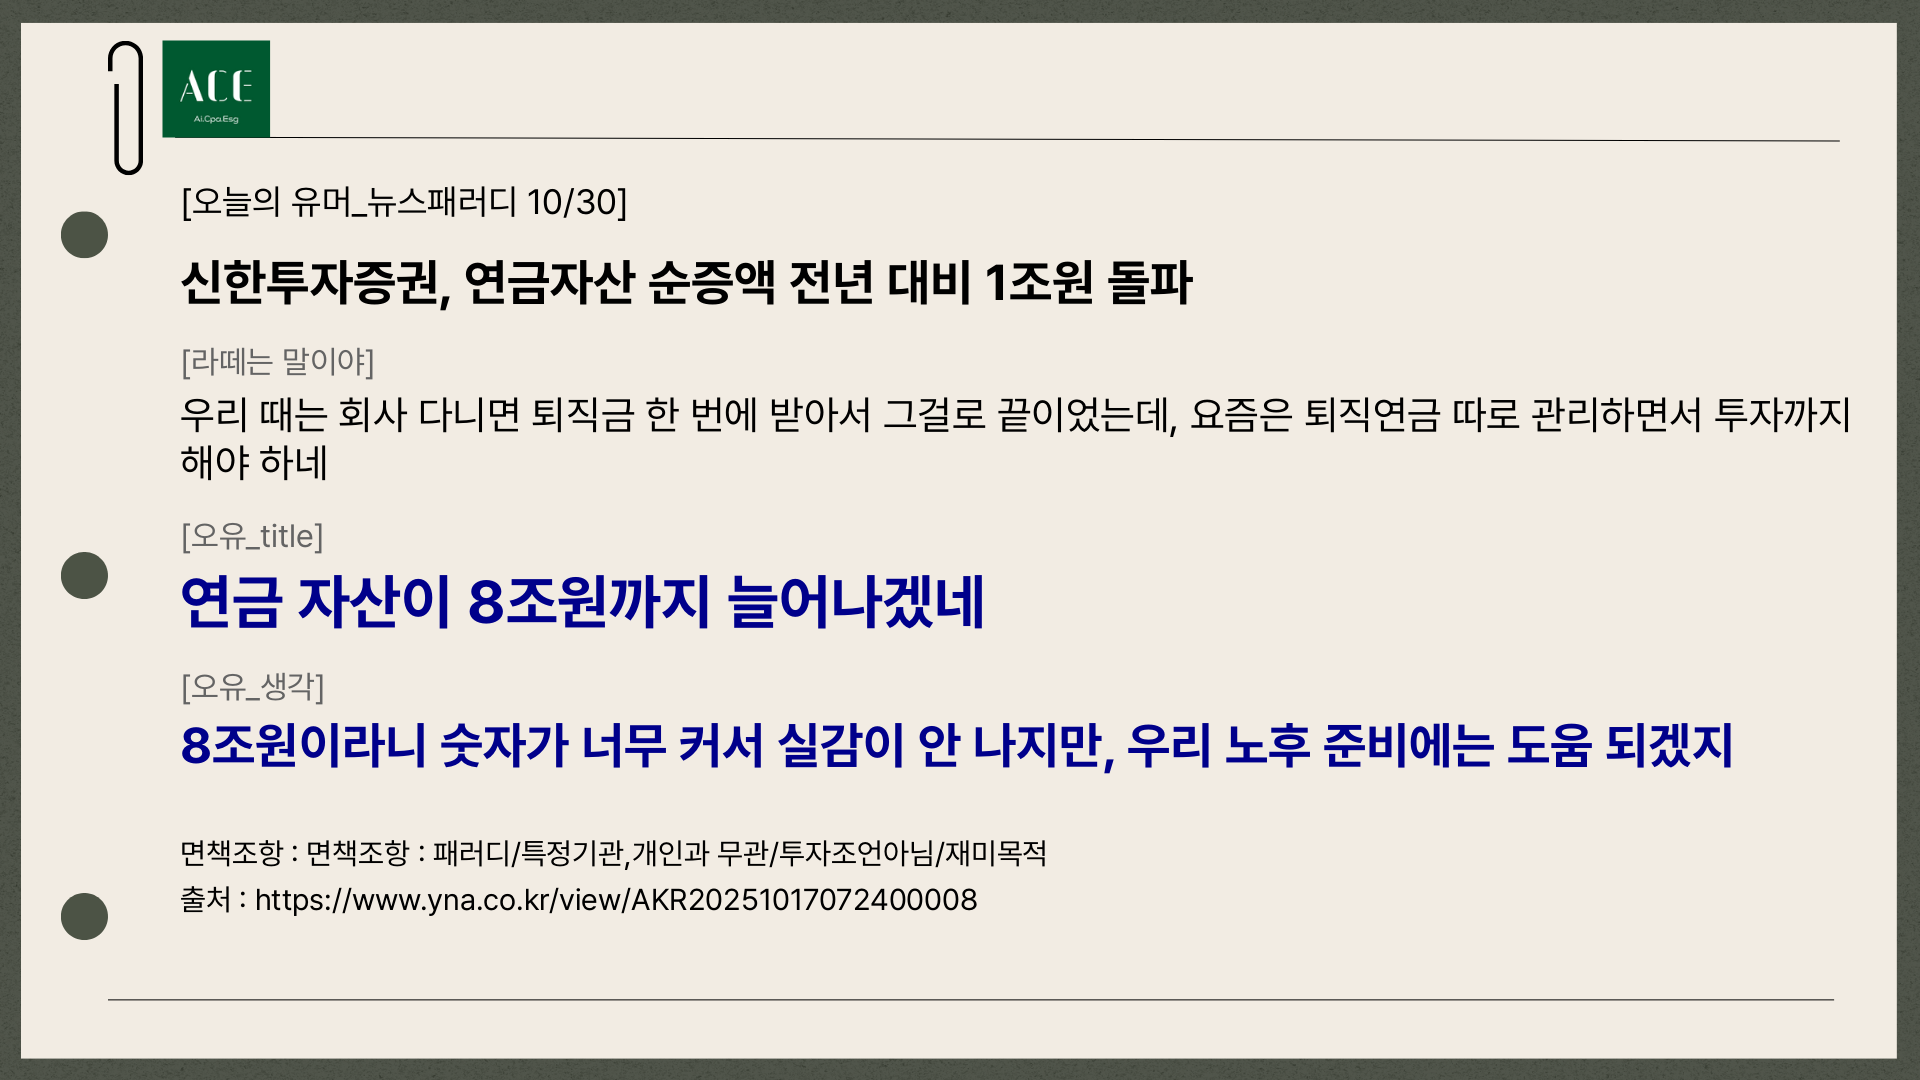 ACE
Ai.Cpa.Esg
[오늘의 유머_뉴스패러디 10/30]
신한투자증권, 연금자산 순증액 전년 대비 1조원 돌파
[라떼는 말이야]
우리 때는 회사 다니면 퇴직금 한 번에 받아서 그걸로 끝이었는데, 요즘은 퇴직연금 따로 관리하면서 투자까지
해야 하네
[오유_title]
연금 자산이 8조원까지 늘어나겠네
[오유_생각]
8조원이라니 숫자가 너무 커서 실감이 안 나지만, 우리 노후 준비에는 도움 되겠지
면책조항 : 면책조항 : 패러디/특정기관,개인과 무관/투자조언아님/재미목적
출처 : https://www.yna.co.kr/view/AKR20251017072400008